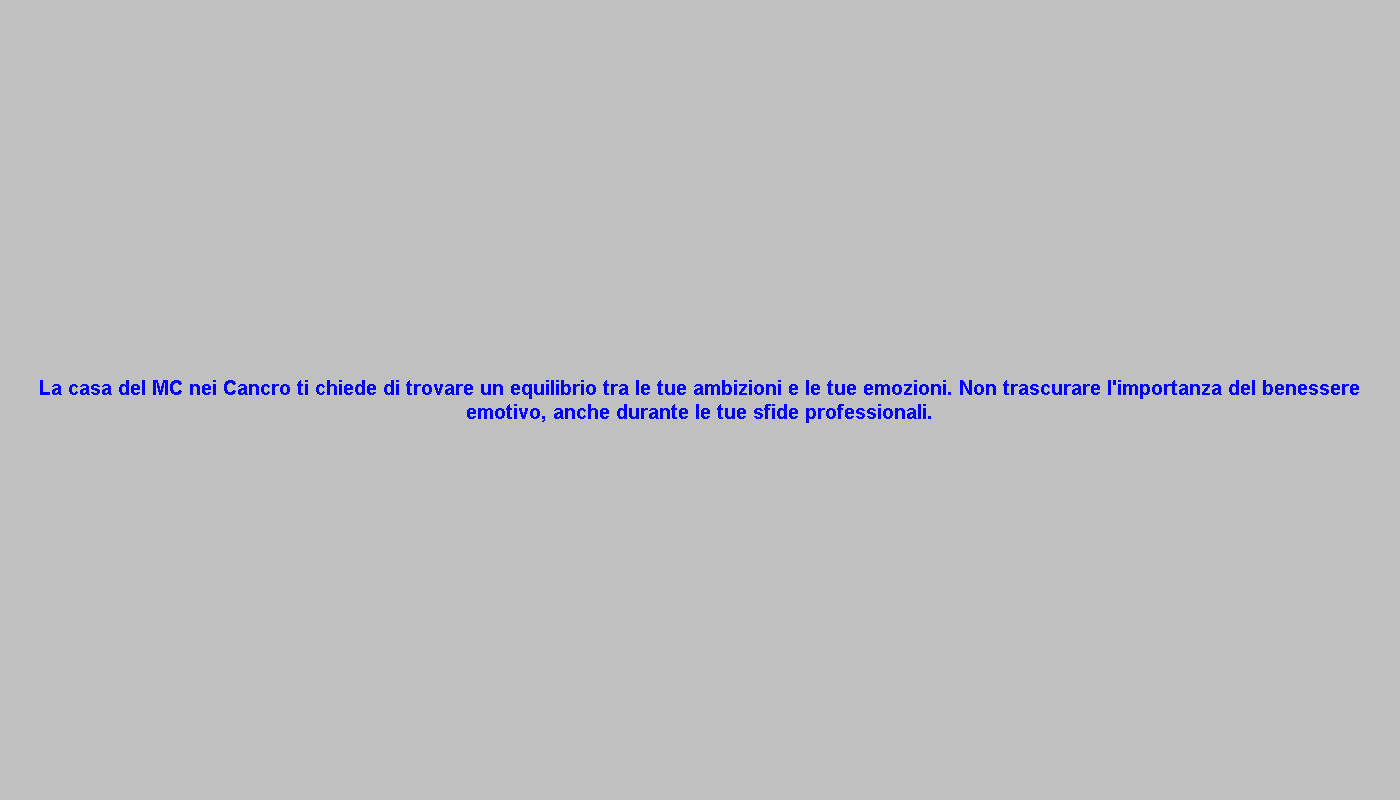 La casa del MC nei Cancro ti chiede di trovare un equilibrio tra le tue ambizioni e le tue emozioni. Non trascurare l'importanza del benessere
emotivo, anche durante le tue sfide professionali.